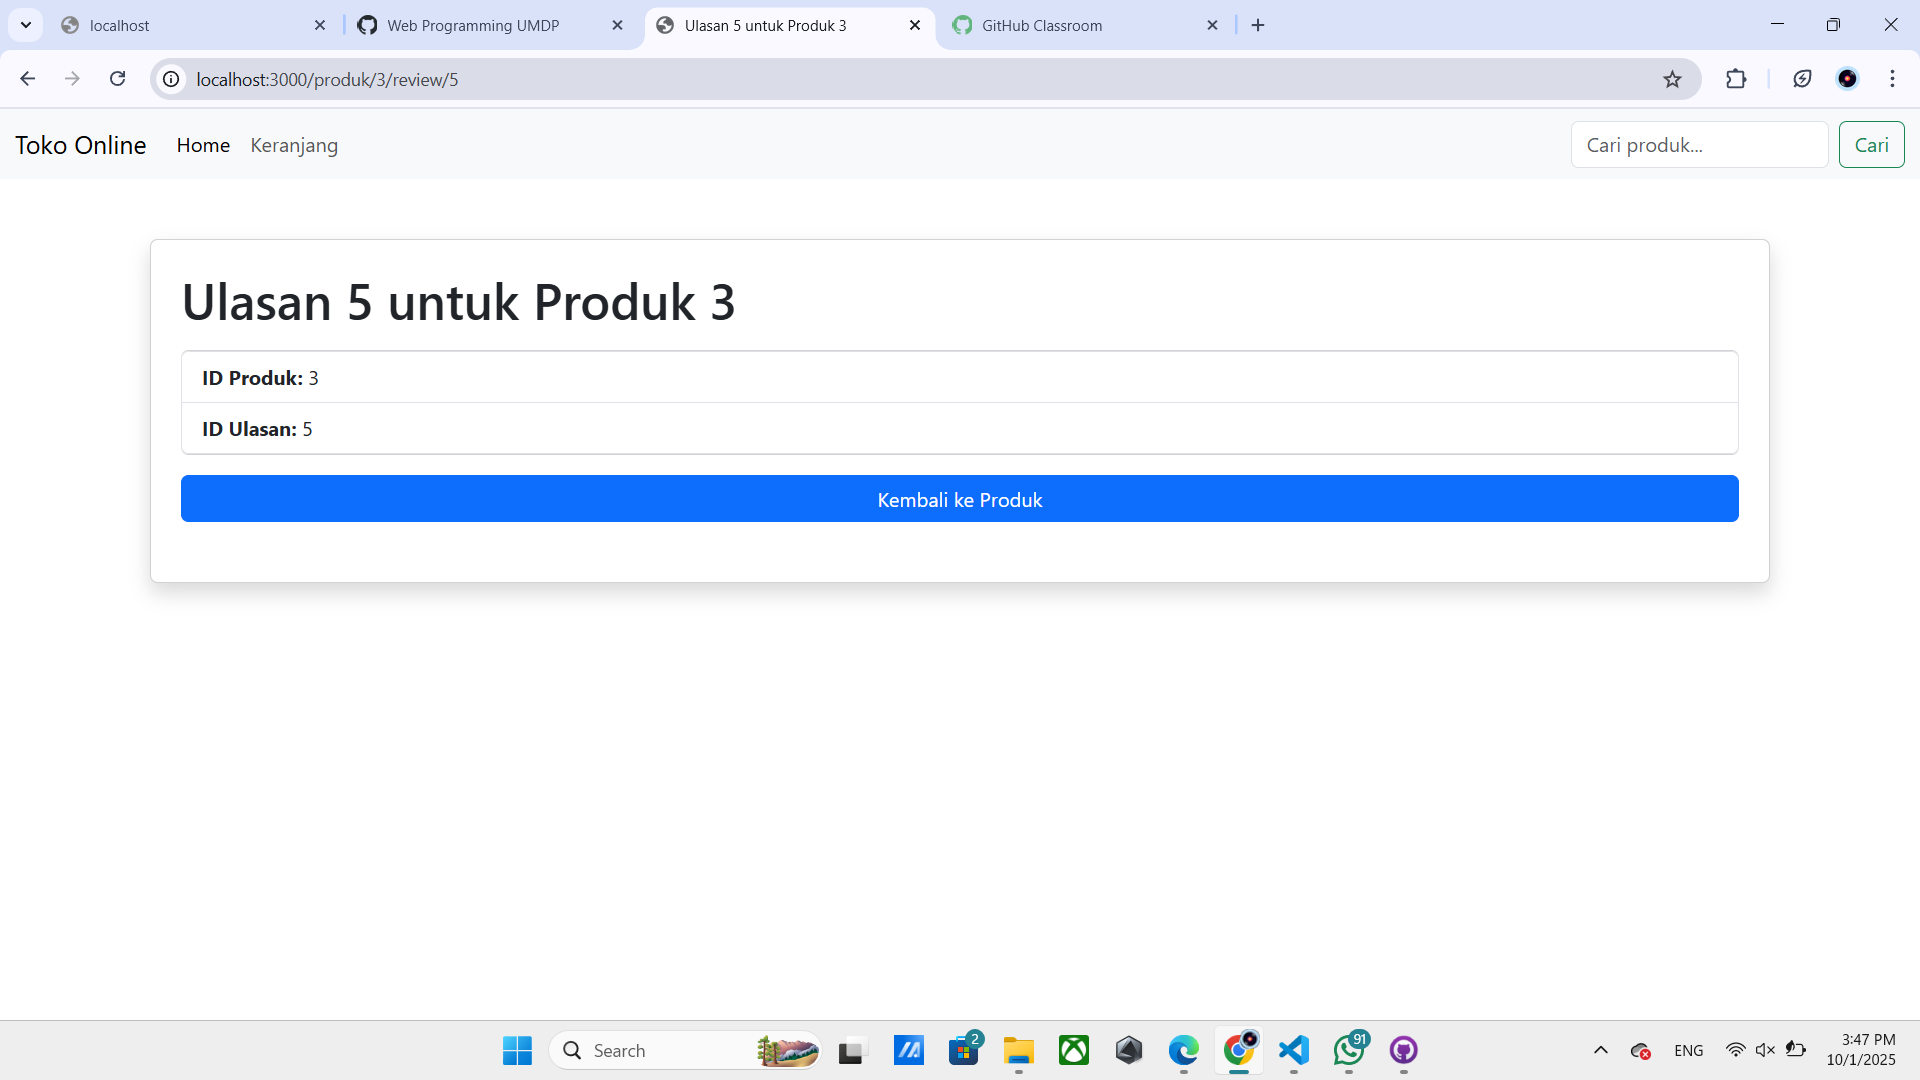 localhost
Web Programming UMDP
Ulasan 5 untuk Produk 3
GitHub Classroom
localhost:3000/produk/3/review/5
Toko Online
Home
Keranjang
Cari produk...
Cari
Ulasan 5 untuk Produk 3
ID Produk: 3
ID Ulasan: 5
Kembali ke Produk
Search
2
91
ENG
3:47 PM
10/1/2025